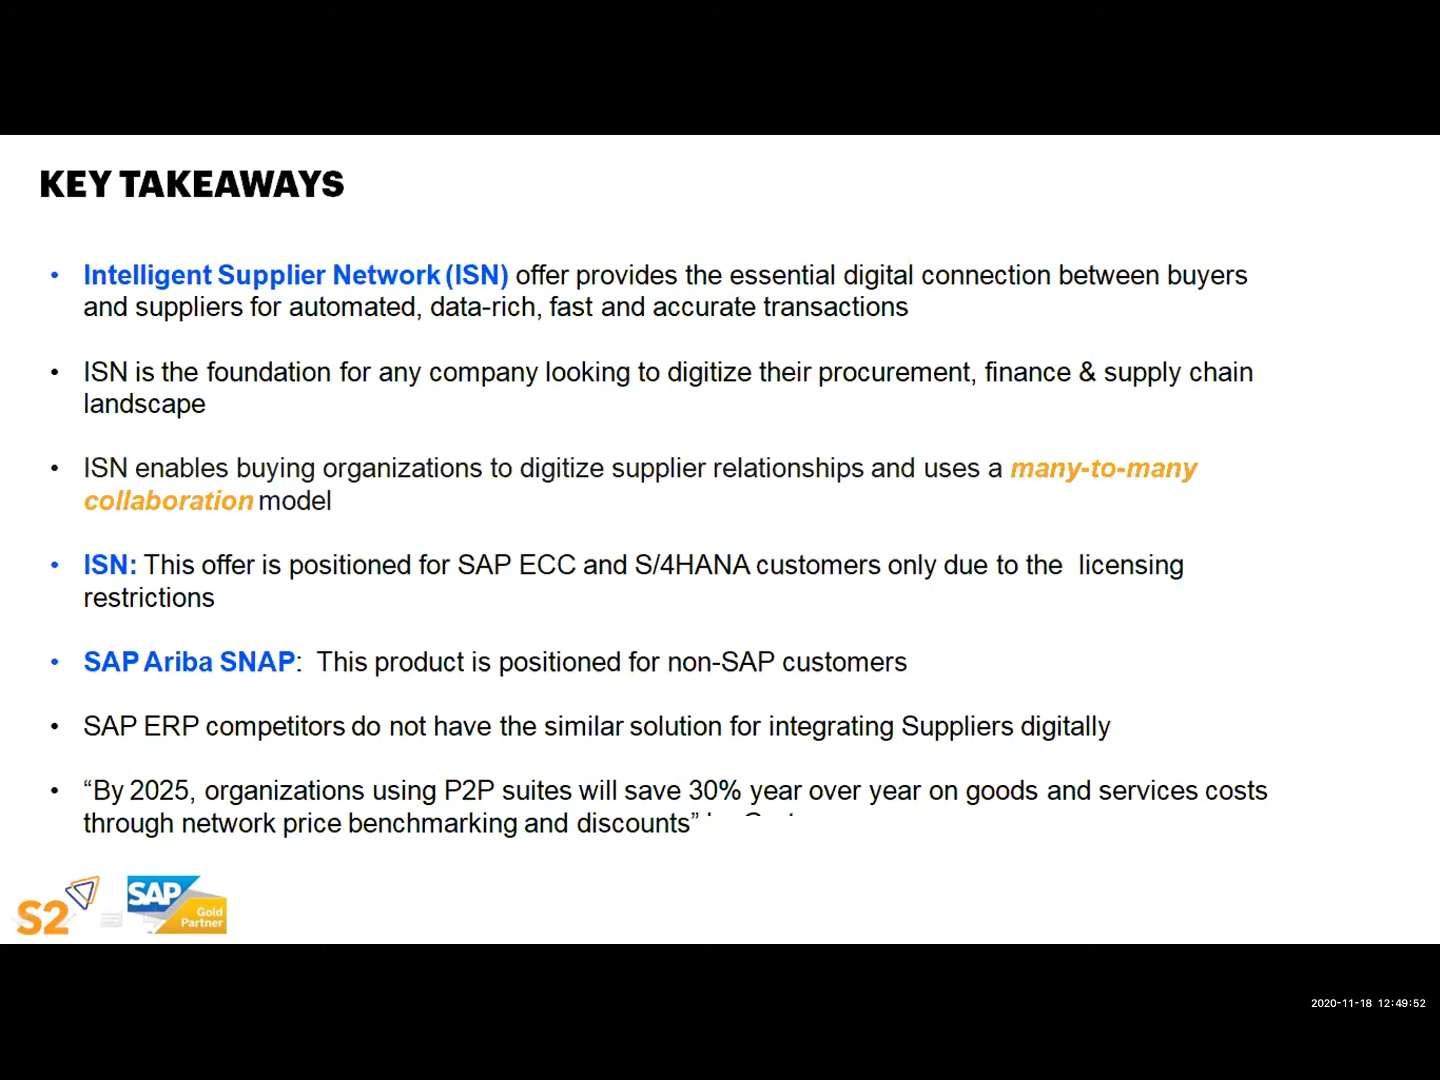 KEY TAKEAWAYS
• Intelligent Supplier Network (ISN) offer provides the essential digital connection between buyers
and suppliers for automated, data-rich, fast and accurate transactions
• ISN is the foundation for any company looking to digitize their procurement, finance & supply chain
landscape
• ISN enables buying organizations to digitize supplier relationships and uses a many-to-many
collaboration model
• ISN: This offer is positioned for SAP ECC and S/4HANA customers only due to the  licensing
restrictions
• SAP Ariba SNAP:  This product is positioned for non-SAP customers
• SAP ERP competitors do not have the similar solution for integrating Suppliers digitally
• “By 2025, organizations using P2P suites will save 30% year over year on goods and services costs
through network price benchmarking and discounts”
S2
SAP
Gold
Partner
2020-11-18 12:49:52